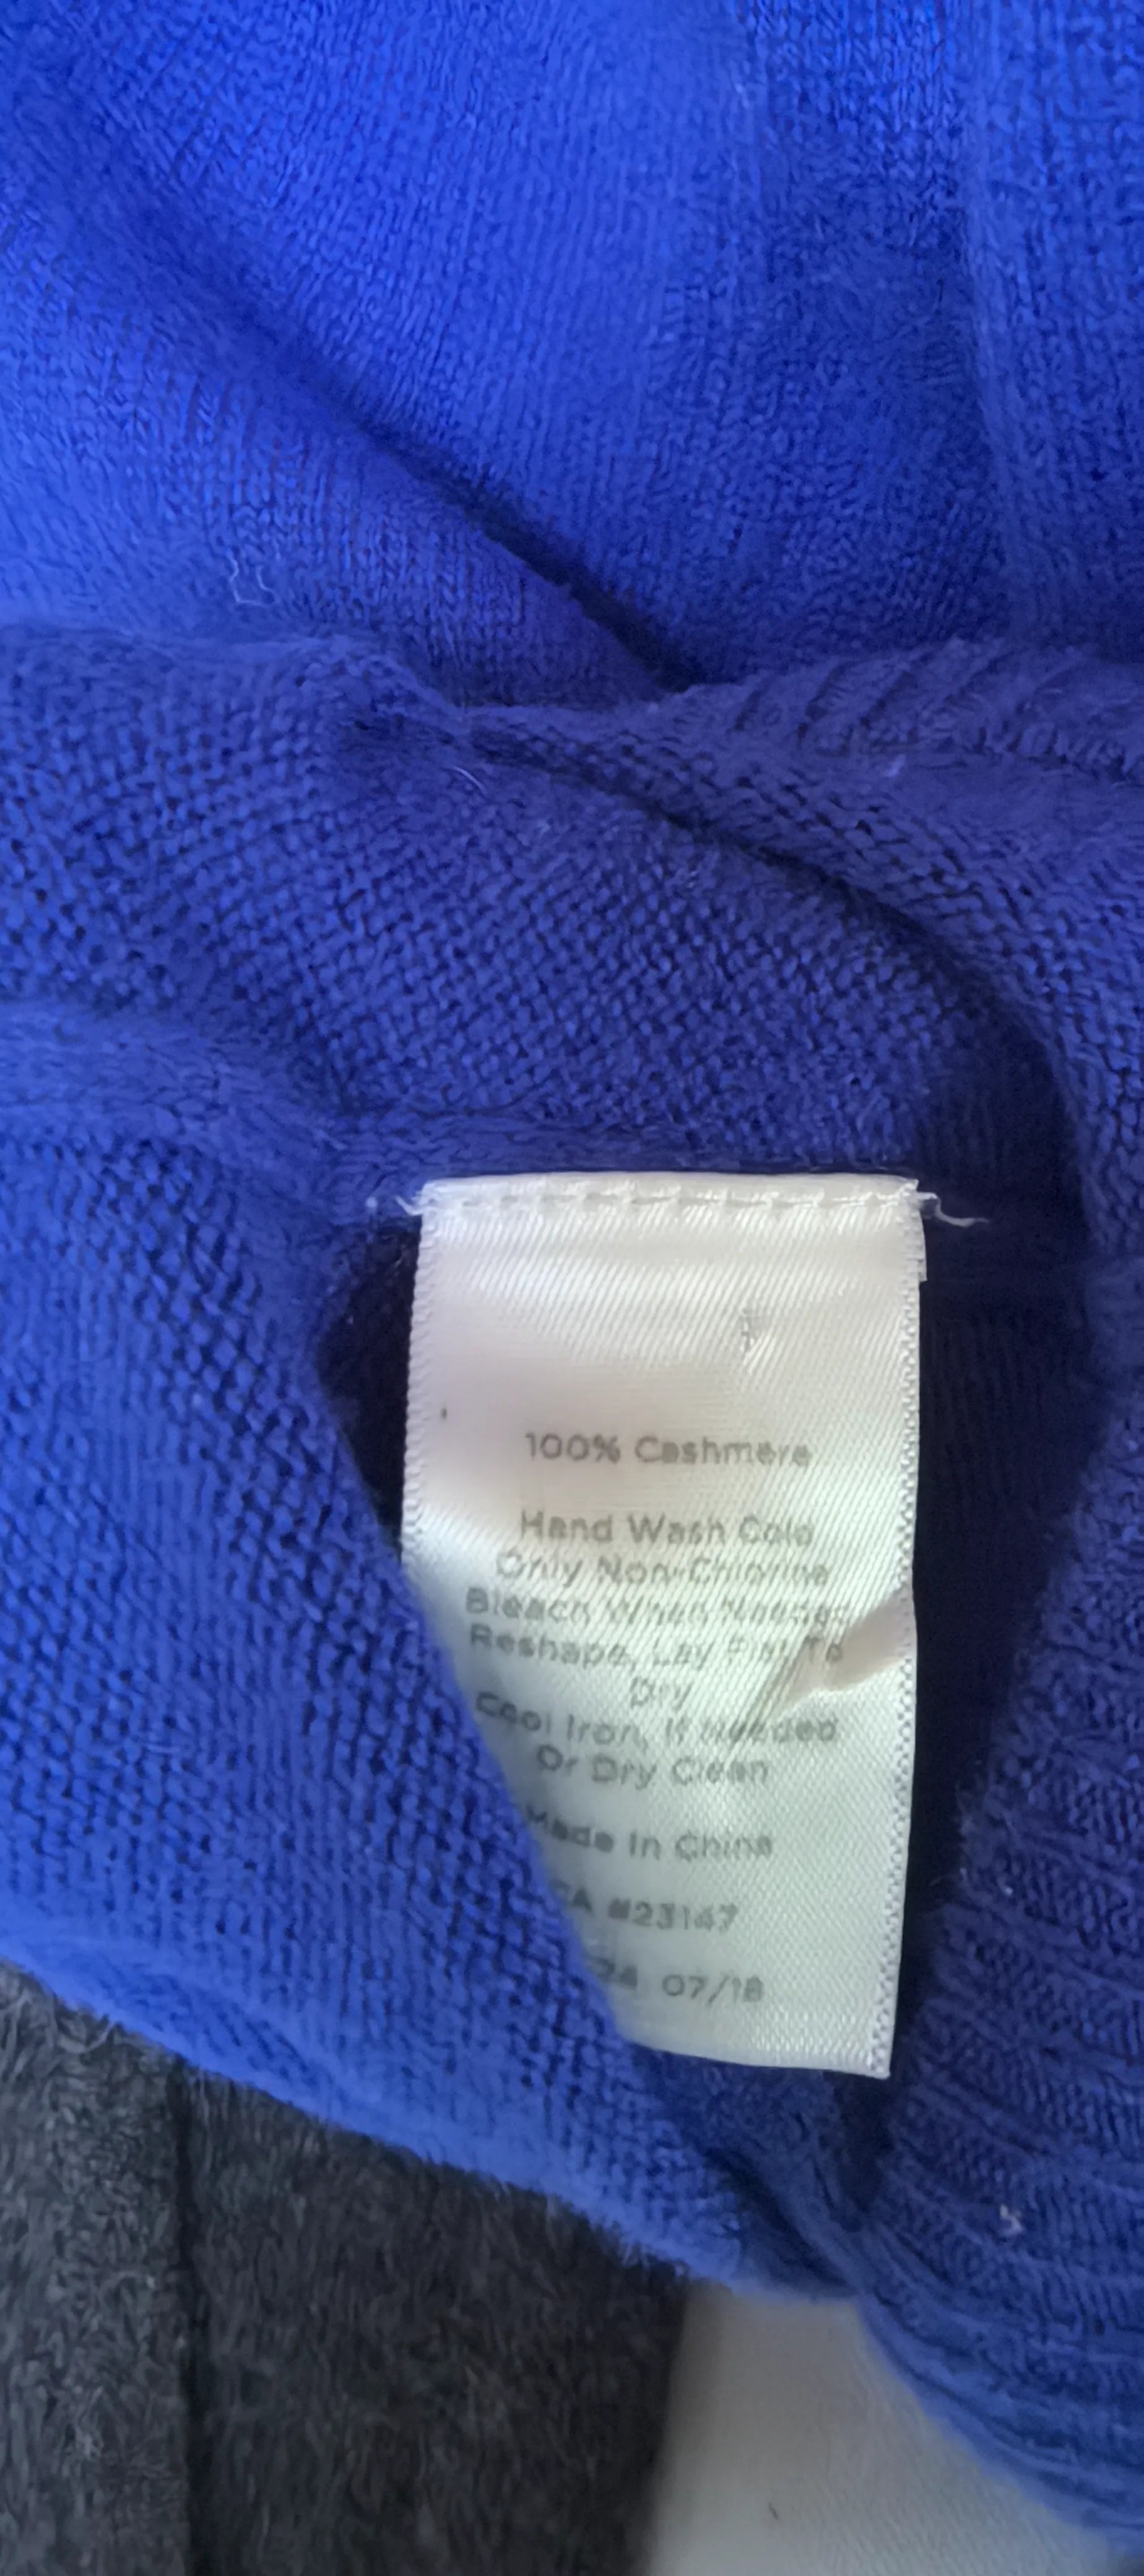 100% Cashmere
Hand Wash Cold
Only Non-Chlorine
Bleach When Needed
Reshape, Lay Flat To
Dry
Cool Iron, If Needed
Or Dry Clean
Made In China
CA #23147
07/18